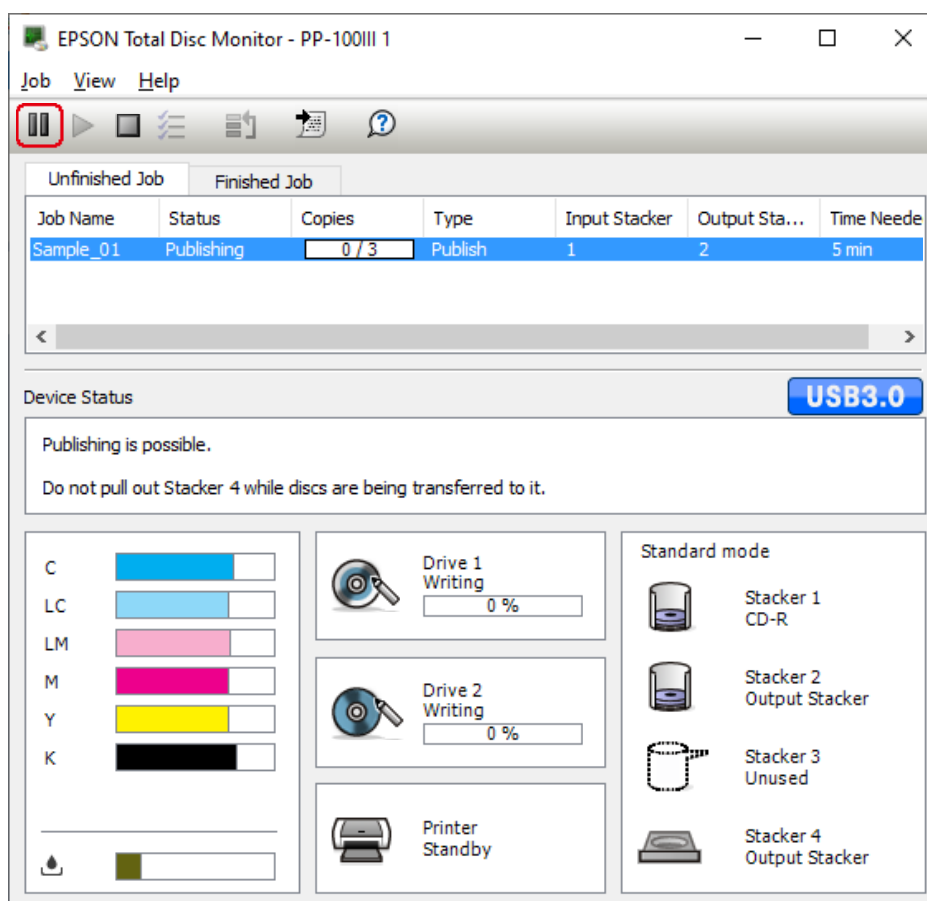 EPSON Total Disc Monitor - PP-100III 1
Job View Help
Unfinished Job Finished Job
Job Name Status Copies Type Input Stacker Output Sta... Time Neede
Sample_01 Publishing 0 / 3 Publish 1 2 5 min
Device Status USB3.0
Publishing is possible.
Do not pull out Stacker 4 while discs are being transferred to it.
C
LC
LM
M
Y
K
Drive 1
Writing
0 %
Drive 2
Writing
0 %
Printer
Standby
Standard mode
Stacker 1
CD-R
Stacker 2
Output Stacker
Stacker 3
Unused
Stacker 4
Output Stacker